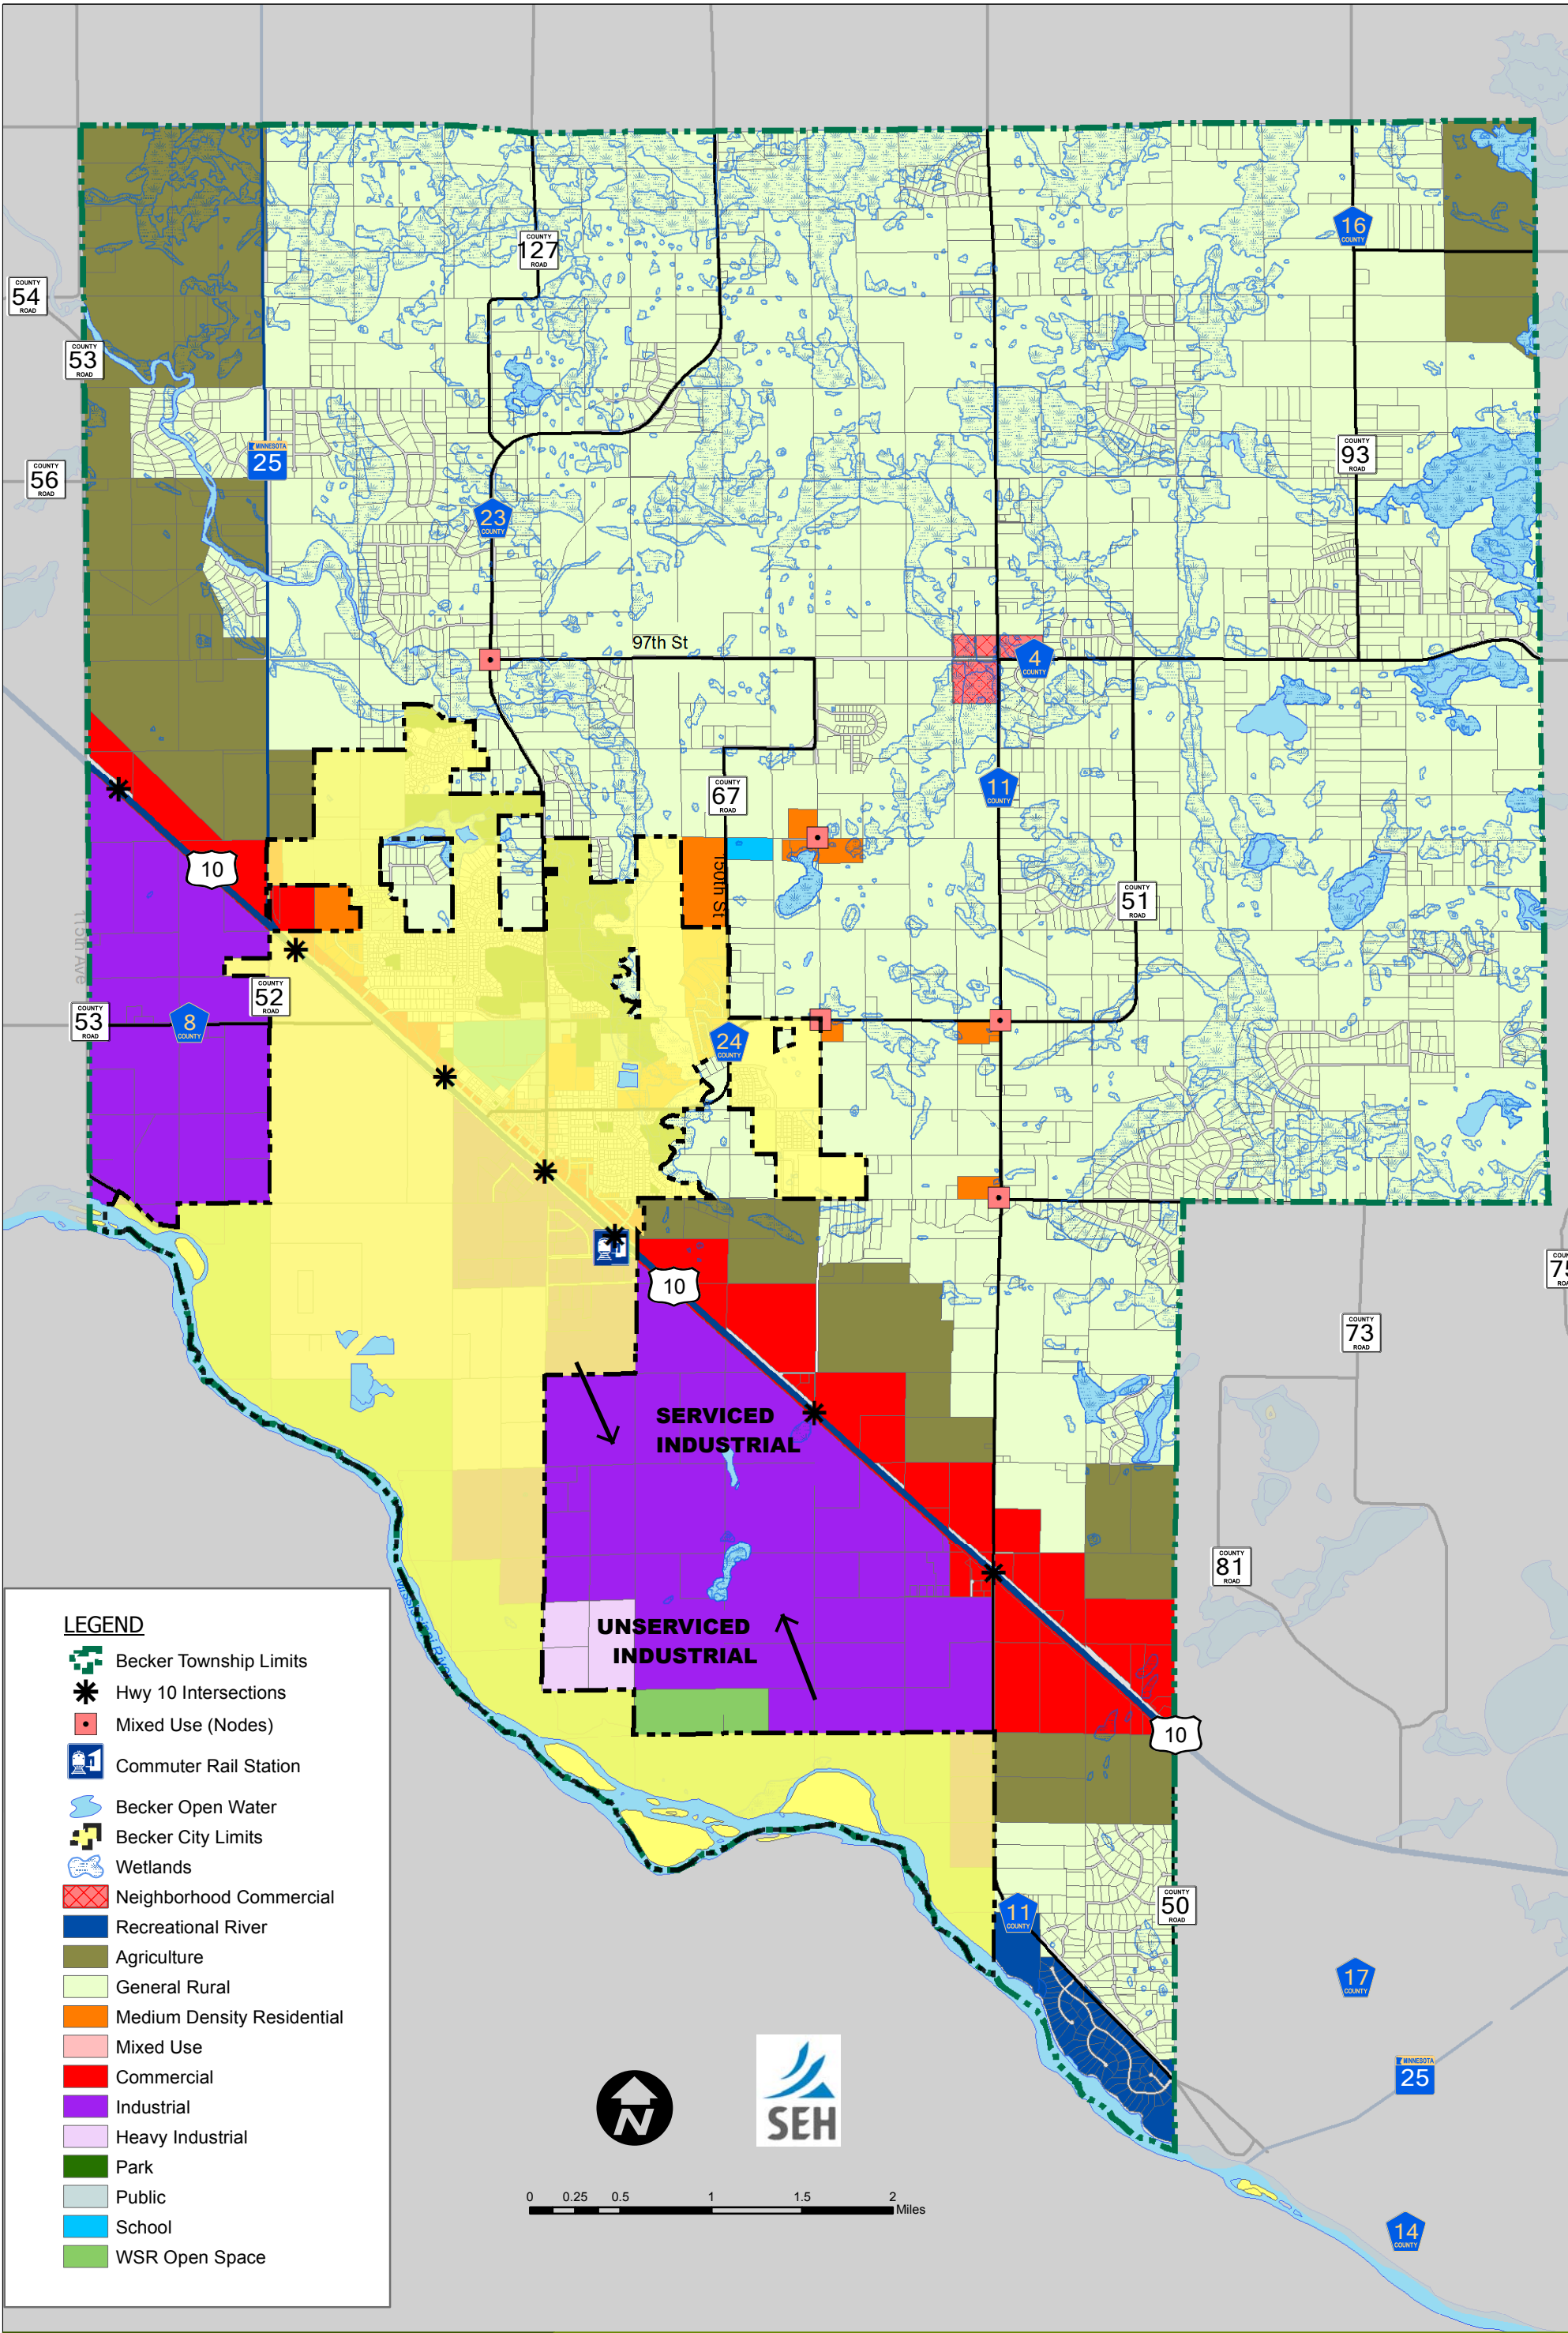 COUNTY
127
ROAD
16
COUNTY
COUNTY
54
ROAD
COUNTY
53
ROAD
MINNESOTA
25
COUNTY
56
ROAD
COUNTY
93
ROAD
23
COUNTY
97th St
4
COUNTY
COUNTY
67
ROAD
11
COUNTY
10
150th St
COUNTY
51
ROAD
115th Ave
COUNTY
52
ROAD
COUNTY
53
ROAD
8
COUNTY
24
COUNTY
10
COUNTY
73
ROAD
SERVICED
INDUSTRIAL
COUNTY
81
ROAD
UNSERVICED
INDUSTRIAL
Mississippi River
10
COUNTY
50
ROAD
11
COUNTY
17
COUNTY
MINNESOTA
25
14
COUNTY
LEGEND
Becker Township Limits
Hwy 10 Intersections
Mixed Use (Nodes)
Commuter Rail Station
Becker Open Water
Becker City Limits
Wetlands
Neighborhood Commercial
Recreational River
Agriculture
General Rural
Medium Density Residential
Mixed Use
Commercial
Industrial
Heavy Industrial
Park
Public
School
WSR Open Space
N
SEH
0 0.25 0.5 1 1.5 2
Miles